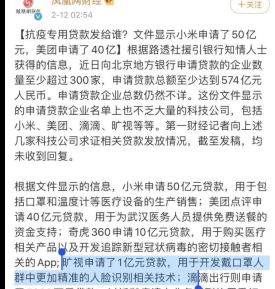 凤凰网财经
2-12 02:54
+关注
【抗疫专用贷款发给谁？文件显示小米申请了50亿
元，美团申请了40亿】根据路透社援引银行知情人士
获得的信息，近日向北京地方银行申请贷款的企业数
量至少超过300家，申请贷款总额至少达到574亿元
人民币。申请贷款企业总数仍然不详。这份文件显示
的申请贷款企业名单上也不乏大量的科技公司，包括
小米、美团、滴滴、旷视等等。第一财经记者向上述
几家科技公司求证相关贷款发放情况，截至发稿，均
未收到回复。
根据文件显示的信息，小米申请50亿元贷款，用于包
括口罩和温度计等医疗设备的生产销售；美团点评申
请40亿元贷款，用于为武汉医务人员提供免费送餐的
资金支持；奇虎360申请10亿元贷款，用于购买医疗
相关产品以及开发追踪新型冠状病毒的密切接触者相
关的App;旷视申请了1亿元贷款，用于开发戴口罩人
群中更加精准的人脸识别相关技术；滴滴出行则申请